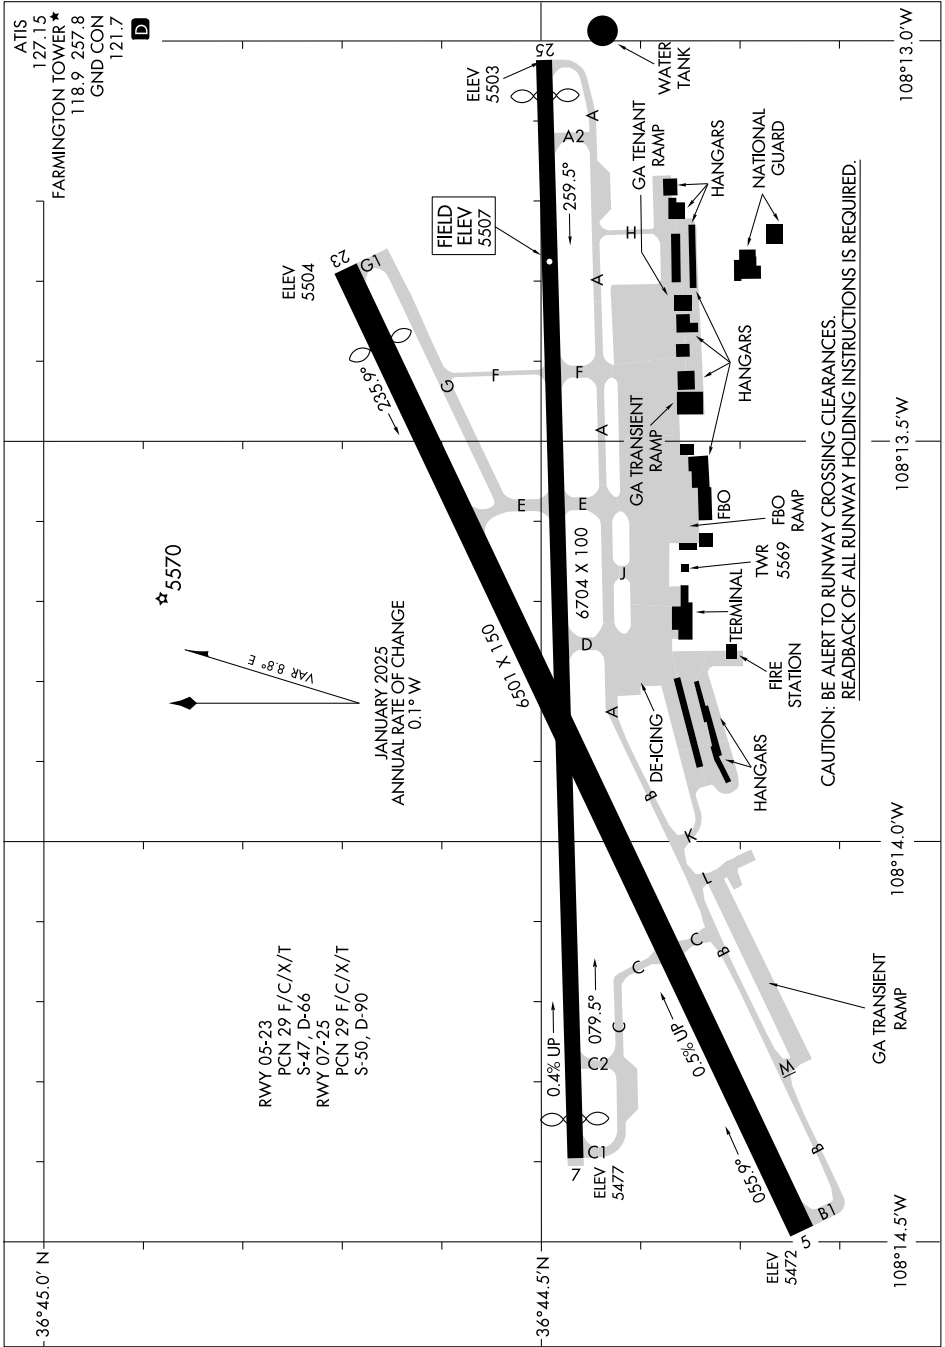 ATIS
127.15
FARMINGTON TOWER
118.9 257.8
GND CON
121.7
D
36°45.0' N
36°44.5'N
108°14.5'W
108°14.0'W
108°13.5'W
108°13.0'W
RWY 05-23
PCN 29 F/C/X/T
S-47, D-66
RWY 07-25
PCN 29 F/C/X/T
S-50, D-90
VAR 8.8° E
JANUARY 2025
ANNUAL RATE OF CHANGE
0.1° W
5570
ELEV
5504
23
G1
235.9°
G
F
E
6501 X 150
FIELD
ELEV
5507
ELEV
5503
25
A2
A
259.5°
H
A
F
A
E
6704 X 100
J
D
A
B
K
L
C
B
C
C
C2
C1
0.4% UP
079.5°
7
ELEV
5477
0.5% UP
055.9°
M
B
B1
5
ELEV
5472
WATER
TANK
GA TENANT
RAMP
HANGARS
NATIONAL
GUARD
HANGARS
GA TRANSIENT
RAMP
FBO
FBO
RAMP
TWR
5569
TERMINAL
FIRE
STATION
DE-ICING
HANGARS
GA TRANSIENT
RAMP
CAUTION: BE ALERT TO RUNWAY CROSSING CLEARANCES.
READBACK OF ALL RUNWAY HOLDING INSTRUCTIONS IS REQUIRED.